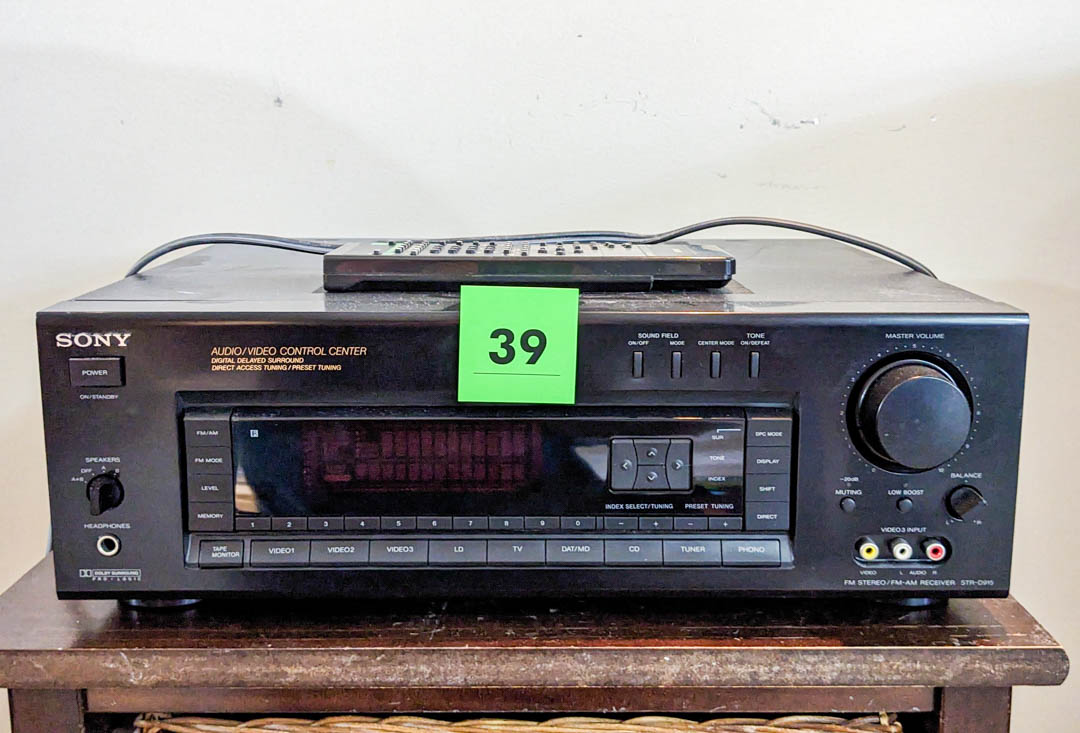 39
SONY
POWER
ON/STANDBY
AUDIO/VIDEO CONTROL CENTER
DIGITAL DELAYED SURROUND
DIRECT ACCESS TUNING / PRESET TUNING
SOUND FIELD
ON/OFF MODE
CENTER MODE
TONE
ON/DEFEAT
MASTER VOLUME
0 10
FM/AM
FM MODE
LEVEL
MEMORY
SUR
TONE
INDEX
DPC MODE
DISPLAY
SHIFT
DIRECT
INDEX SELECT/TUNING PRESET TUNING
1 2 3 4 5 6 7 8 9 0 − + − +
SPEAKERS
OFF A B
A+B
HEADPHONES
TAPE
MONITOR
VIDEO1 VIDEO2 VIDEO3 LD TV DAT/MD CD TUNER PHONO
−20dB
MUTING
LOW BOOST
BALANCE
L R
VIDEO 3 INPUT
VIDEO L AUDIO R
DOLBY SURROUND
PRO • LOGIC
FM STEREO/FM-AM RECEIVER STR-D915